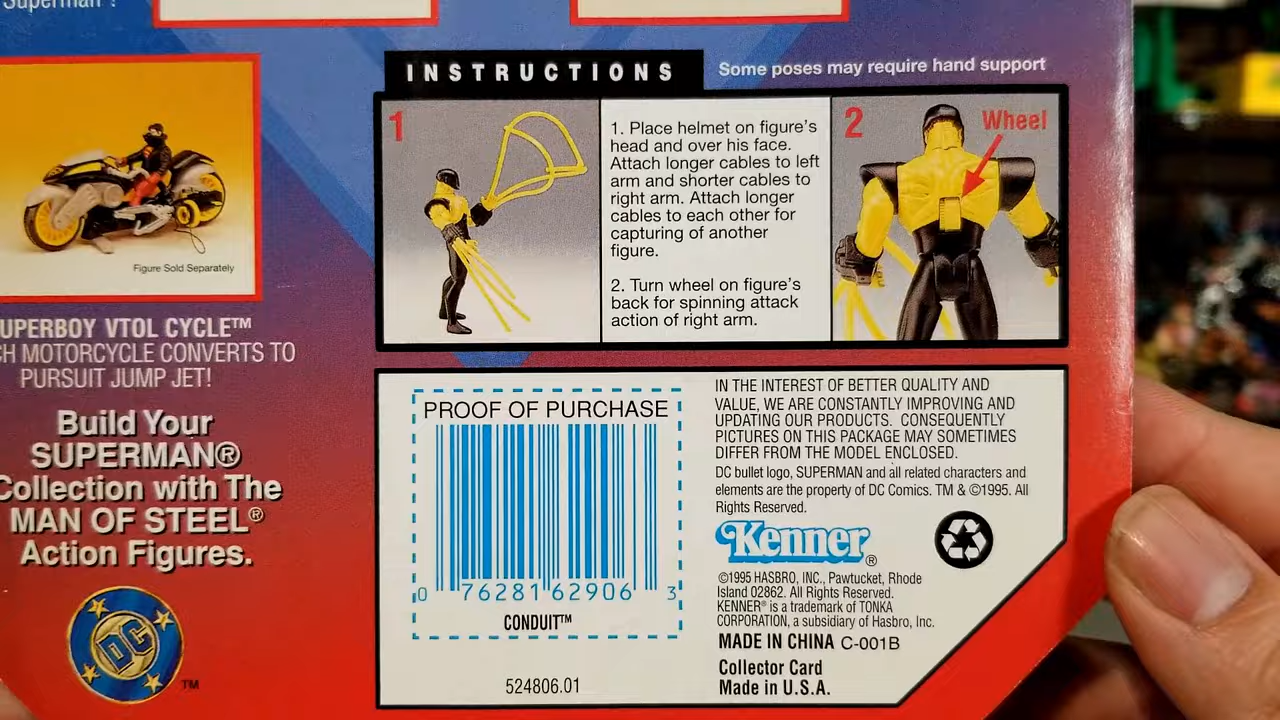 Superman
INSTRUCTIONS
Some poses may require hand support
1
1. Place helmet on figure's
head and over his face.
Attach longer cables to left
arm and shorter cables to
right arm. Attach longer
cables to each other for
capturing of another
figure.
2. Turn wheel on figure's
back for spinning attack
action of right arm.
2
Wheel
Figure Sold Separately
UPERBOY VTOL CYCLE™
CH MOTORCYCLE CONVERTS TO
PURSUIT JUMP JET!
Build Your
SUPERMAN®
Collection with The
MAN OF STEEL®
Action Figures.
DC
TM
PROOF OF PURCHASE
0 76281 62906 3
CONDUIT™
524806.01
IN THE INTEREST OF BETTER QUALITY AND
VALUE, WE ARE CONSTANTLY IMPROVING AND
UPDATING OUR PRODUCTS. CONSEQUENTLY
PICTURES ON THIS PACKAGE MAY SOMETIMES
DIFFER FROM THE MODEL ENCLOSED.
DC bullet logo, SUPERMAN and all related characters and
elements are the property of DC Comics. TM & ©1995. All
Rights Reserved.
Kenner®
©1995 HASBRO, INC., Pawtucket, Rhode
Island 02862. All Rights Reserved.
KENNER® is a trademark of TONKA
CORPORATION, a subsidiary of Hasbro, Inc.
MADE IN CHINA C-001B
Collector Card
Made in U.S.A.